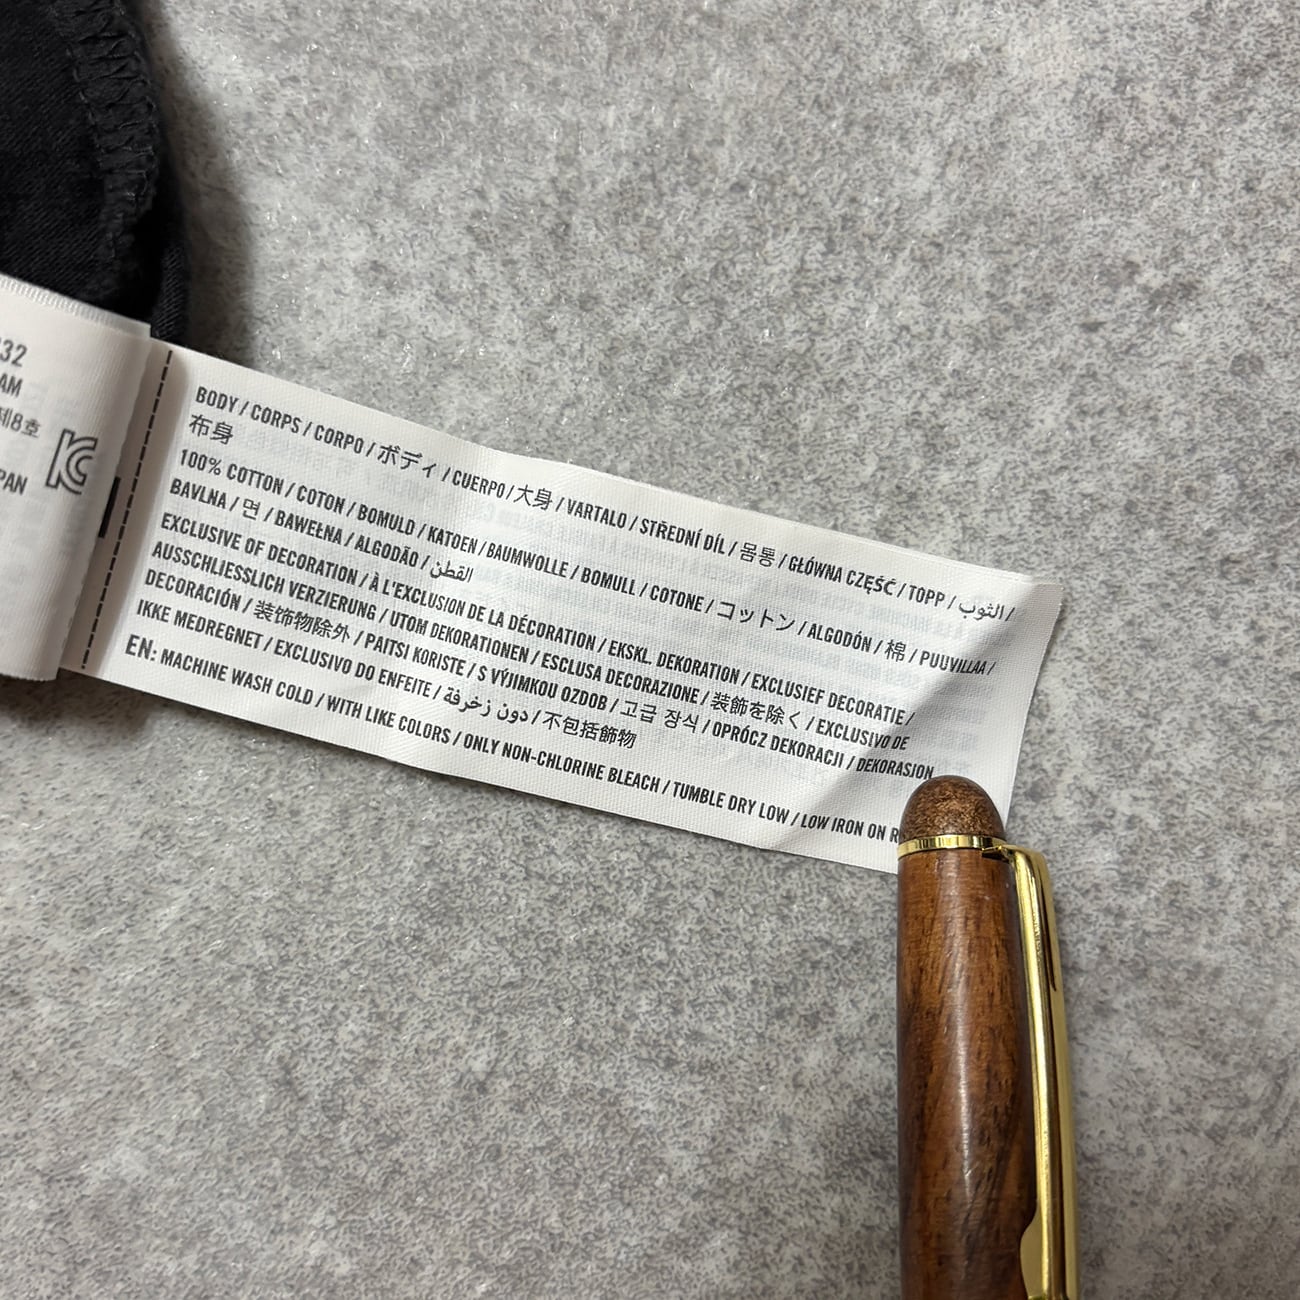 32
AM
제8호
PAN
BODY / CORPS / CORPO / ボディ / CUERPO / 大身 / VARTALO / STŘEDNÍ DÍL / 몸통 / GŁÓWNA CZĘŚĆ / TOPP / الثوب /
布身
100% COTTON / COTON / BOMULD / KATOEN / BAUMWOLLE / BOMULL / COTONE / コットン / ALGODÓN / 棉 / PUUVILLAA /
BAVLNA / 면 / BAWEŁNA / ALGODÃO / القطن
EXCLUSIVE OF DECORATION / À L'EXCLUSION DE LA DÉCORATION / EKSKL. DEKORATION / EXCLUSIEF DECORATIE /
AUSSCHLIESSLICH VERZIERUNG / UTOM DEKORATIONEN / ESCLUSA DECORAZIONE / 装飾を除く / EXCLUSIVO DE
DECORACIÓN / 装饰物除外 / PAITSI KORISTE / S VÝJIMKOU OZDOB / 고급 장식 / OPRÓCZ DEKORACJI / DEKORASJON
IKKE MEDREGNET / EXCLUSIVO DO ENFEITE / دون زخرفة / 不包括飾物
EN: MACHINE WASH COLD / WITH LIKE COLORS / ONLY NON-CHLORINE BLEACH / TUMBLE DRY LOW / LOW IRON ON